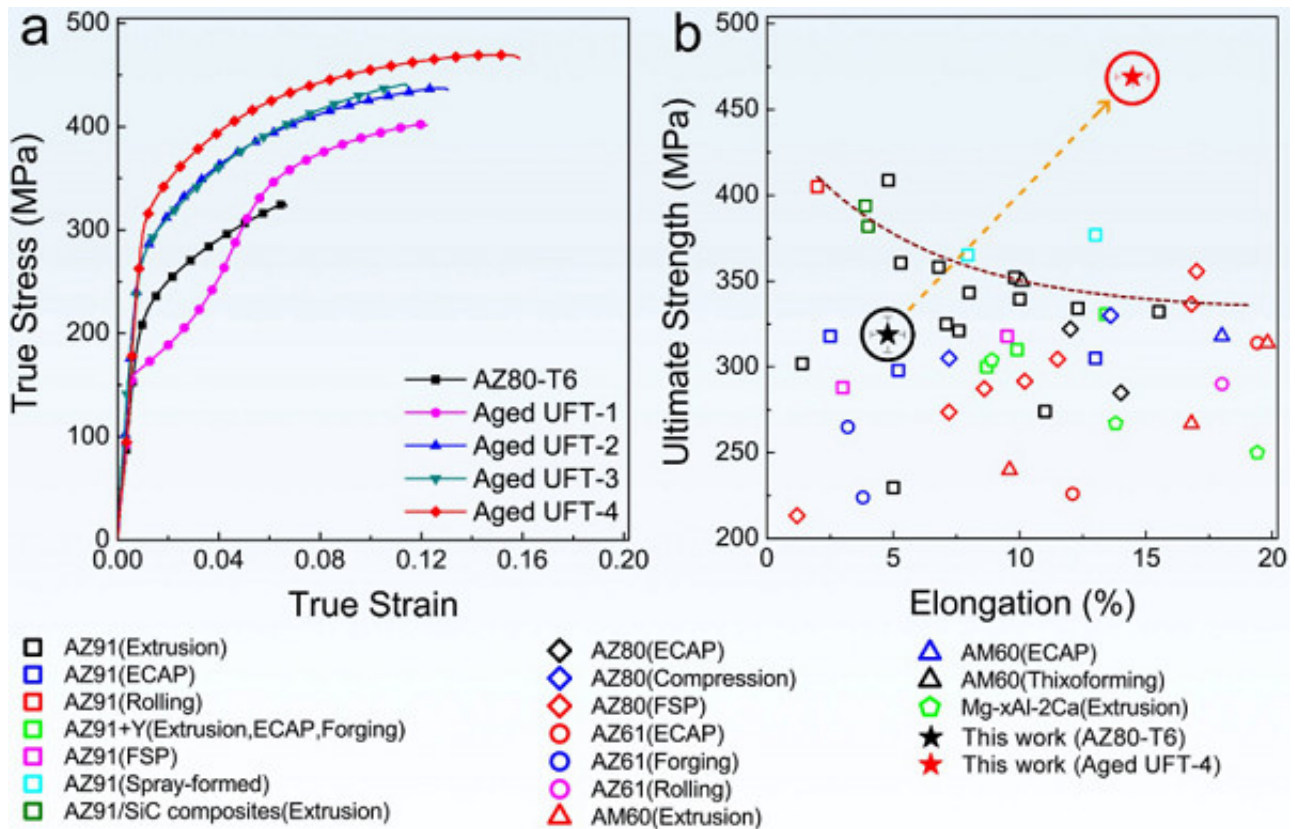 a
500
400
300
200
100
0
True Stress (MPa)
0.00
0.04
0.08
0.12
0.16
0.20
True Strain
AZ80-T6
Aged UFT-1
Aged UFT-2
Aged UFT-3
Aged UFT-4
b
500
450
400
350
300
250
200
Ultimate Strength (MPa)
0
5
10
15
20
Elongation (%)
AZ91(Extrusion)
AZ91(ECAP)
AZ91(Rolling)
AZ91+Y(Extrusion,ECAP,Forging)
AZ91(FSP)
AZ91(Spray-formed)
AZ91/SiC composites(Extrusion)
AZ80(ECAP)
AZ80(Compression)
AZ80(FSP)
AZ61(ECAP)
AZ61(Forging)
AZ61(Rolling)
AM60(Extrusion)
AM60(ECAP)
AM60(Thixoforming)
Mg-xAl-2Ca(Extrusion)
This work (AZ80-T6)
This work (Aged UFT-4)